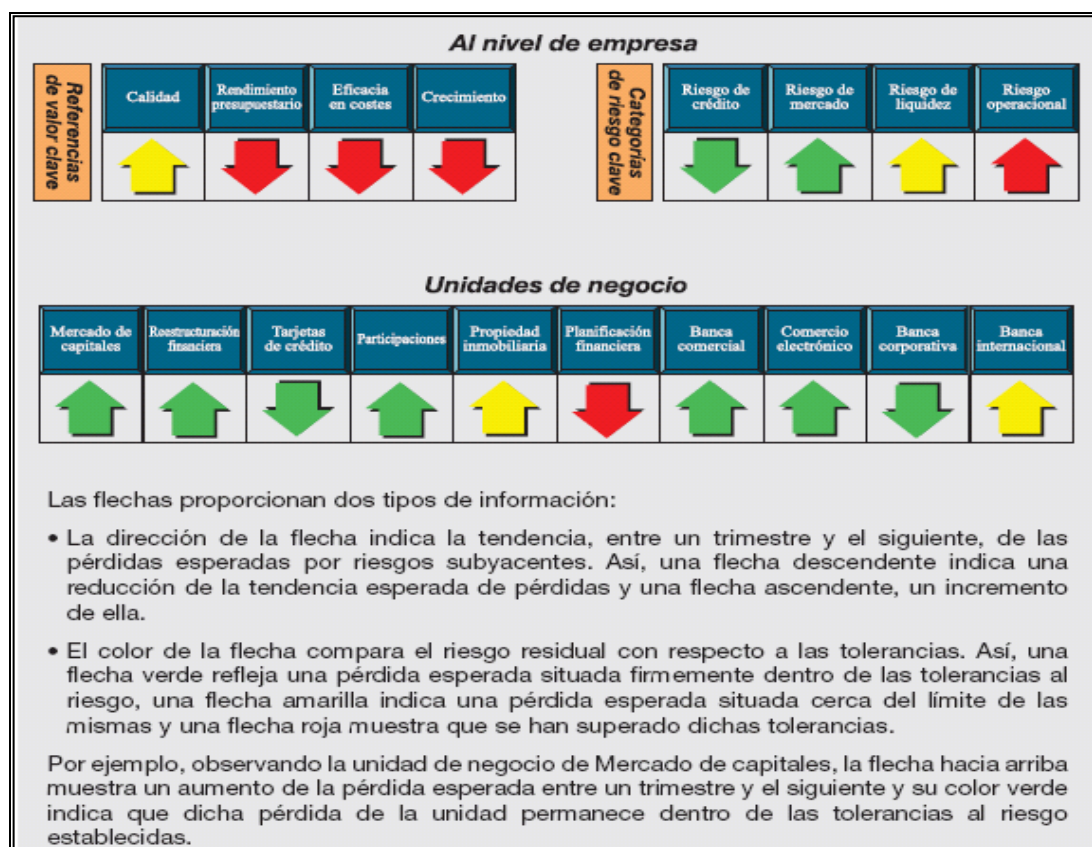 Al nivel de empresa
Referencias
de valor clave
Calidad
Rendimiento
presupuestario
Eficacia
en costes
Crecimiento
Categorías
de riesgo clave
Riesgo de
crédito
Riesgo de
mercado
Riesgo de
liquidez
Riesgo
operacional
Unidades de negocio
Mercado de
capitales
Reestructuración
financiera
Tarjetas
de crédito
Participaciones
Propiedad
inmobiliaria
Planificación
financiera
Banca
comercial
Comercio
electrónico
Banca
corporativa
Banca
internacional
Las flechas proporcionan dos tipos de información:
• La dirección de la flecha indica la tendencia, entre un trimestre y el siguiente, de las
pérdidas esperadas por riesgos subyacentes. Así, una flecha descendente indica una
reducción de la tendencia esperada de pérdidas y una flecha ascendente, un incremento
de ella.
• El color de la flecha compara el riesgo residual con respecto a las tolerancias. Así, una
flecha verde refleja una pérdida esperada situada firmemente dentro de las tolerancias al
riesgo, una flecha amarilla indica una pérdida esperada situada cerca del límite de las
mismas y una flecha roja muestra que se han superado dichas tolerancias.
Por ejemplo, observando la unidad de negocio de Mercado de capitales, la flecha hacia arriba
muestra un aumento de la pérdida esperada entre un trimestre y el siguiente y su color verde
indica que dicha pérdida de la unidad permanece dentro de las tolerancias al riesgo
establecidas.